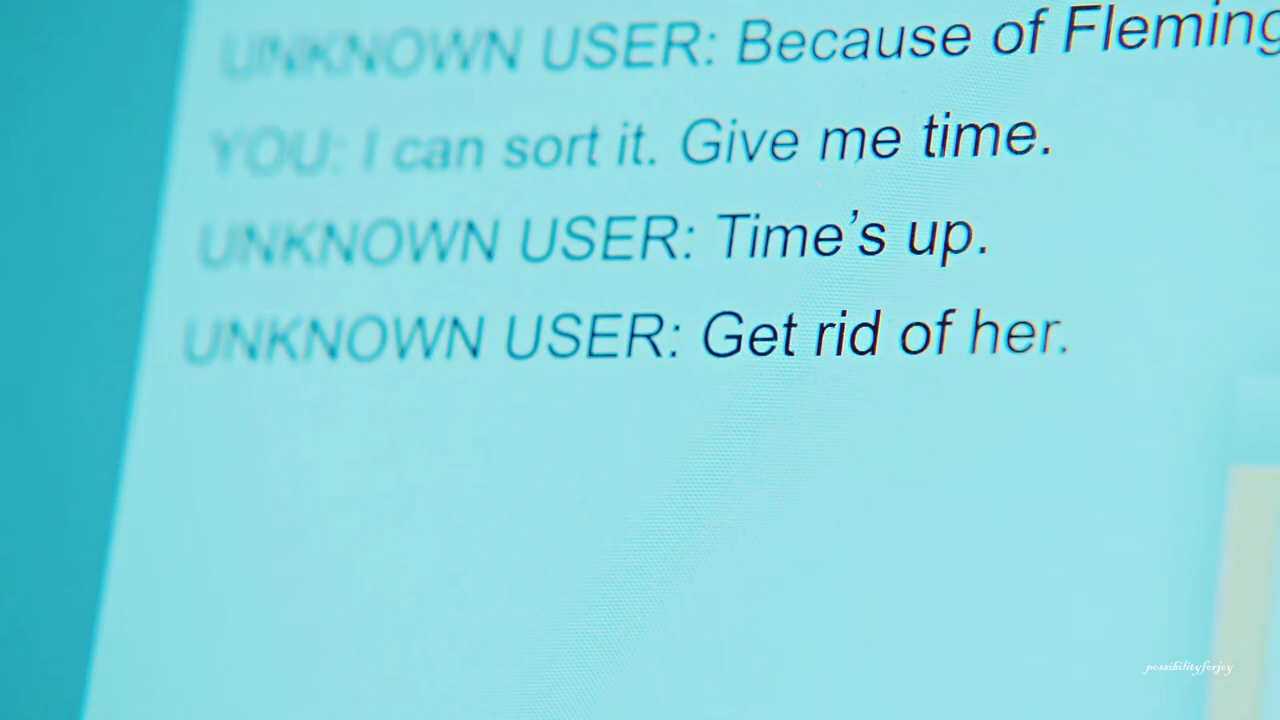 UNKNOWN USER: Because of Fleming
YOU: I can sort it. Give me time.
UNKNOWN USER: Time’s up.
UNKNOWN USER: Get rid of her.
possibilityforjoy